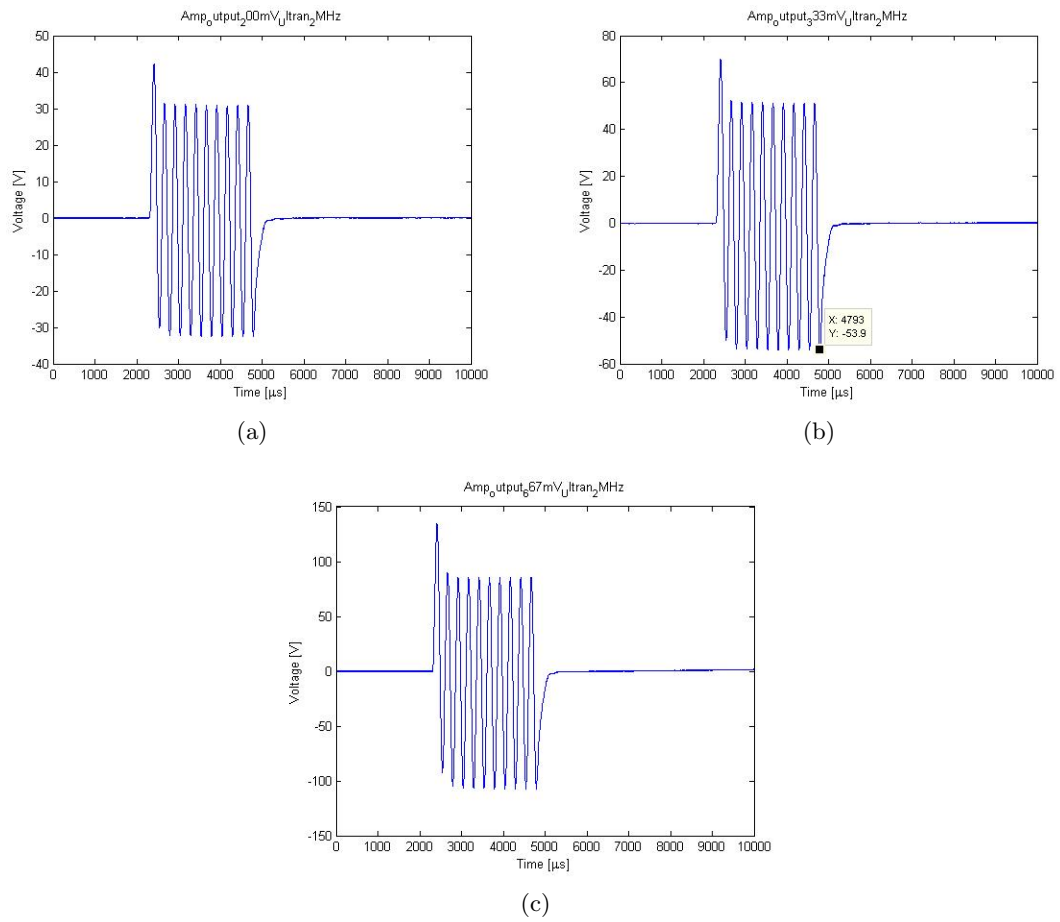 Amp_output_200mV_Ultran_2MHz
50
40
30
20
10
0
-10
-20
-30
-40
Voltage [V]
0 1000 2000 3000 4000 5000 6000 7000 8000 9000 10000
Time [μs]
(a)
Amp_output_333mV_Ultran_2MHz
80
60
40
20
0
-20
-40
-60
Voltage [V]
X: 4793
Y: -53.9
0 1000 2000 3000 4000 5000 6000 7000 8000 9000 10000
Time [μs]
(b)
Amp_output_667mV_Ultran_2MHz
150
100
50
0
-50
-100
-150
Voltage [V]
0 1000 2000 3000 4000 5000 6000 7000 8000 9000 10000
Time [μs]
(c)